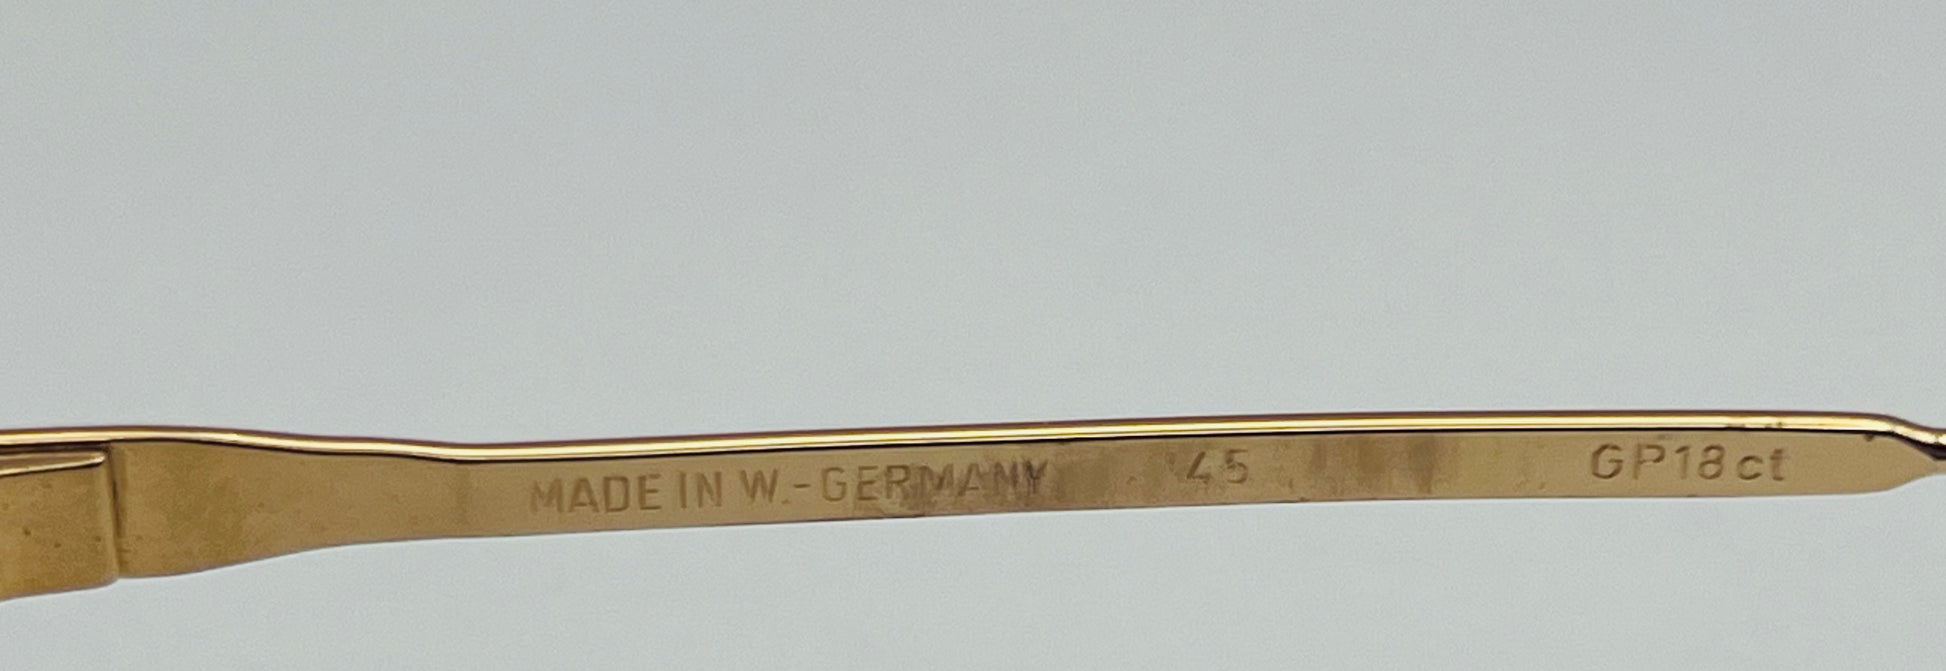 MADE IN W.-GERMANY 45 GP18ct